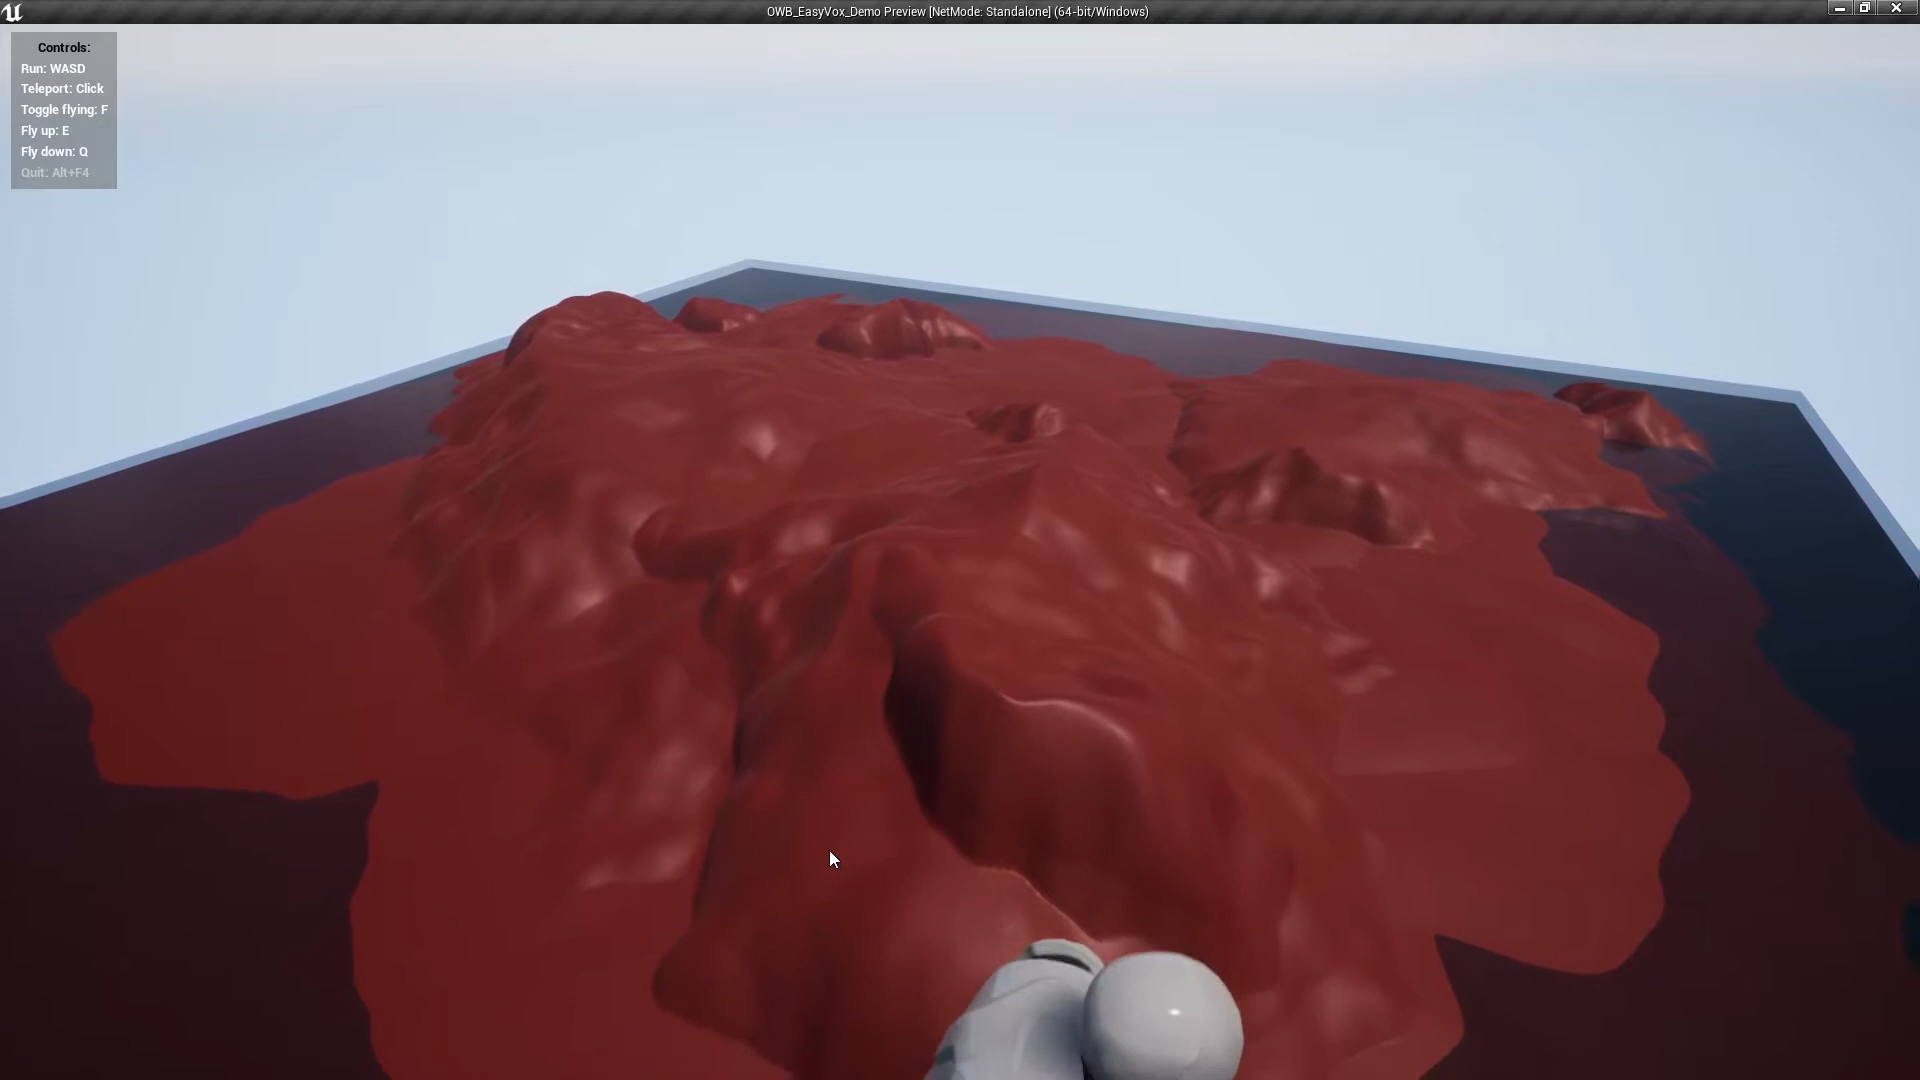 OWB_EasyVox_Demo Preview [NetMode: Standalone] (64-bit/Windows)
Controls:
Run: WASD
Teleport: Click
Toggle flying: F
Fly up: E
Fly down: Q
Quit: Alt+F4